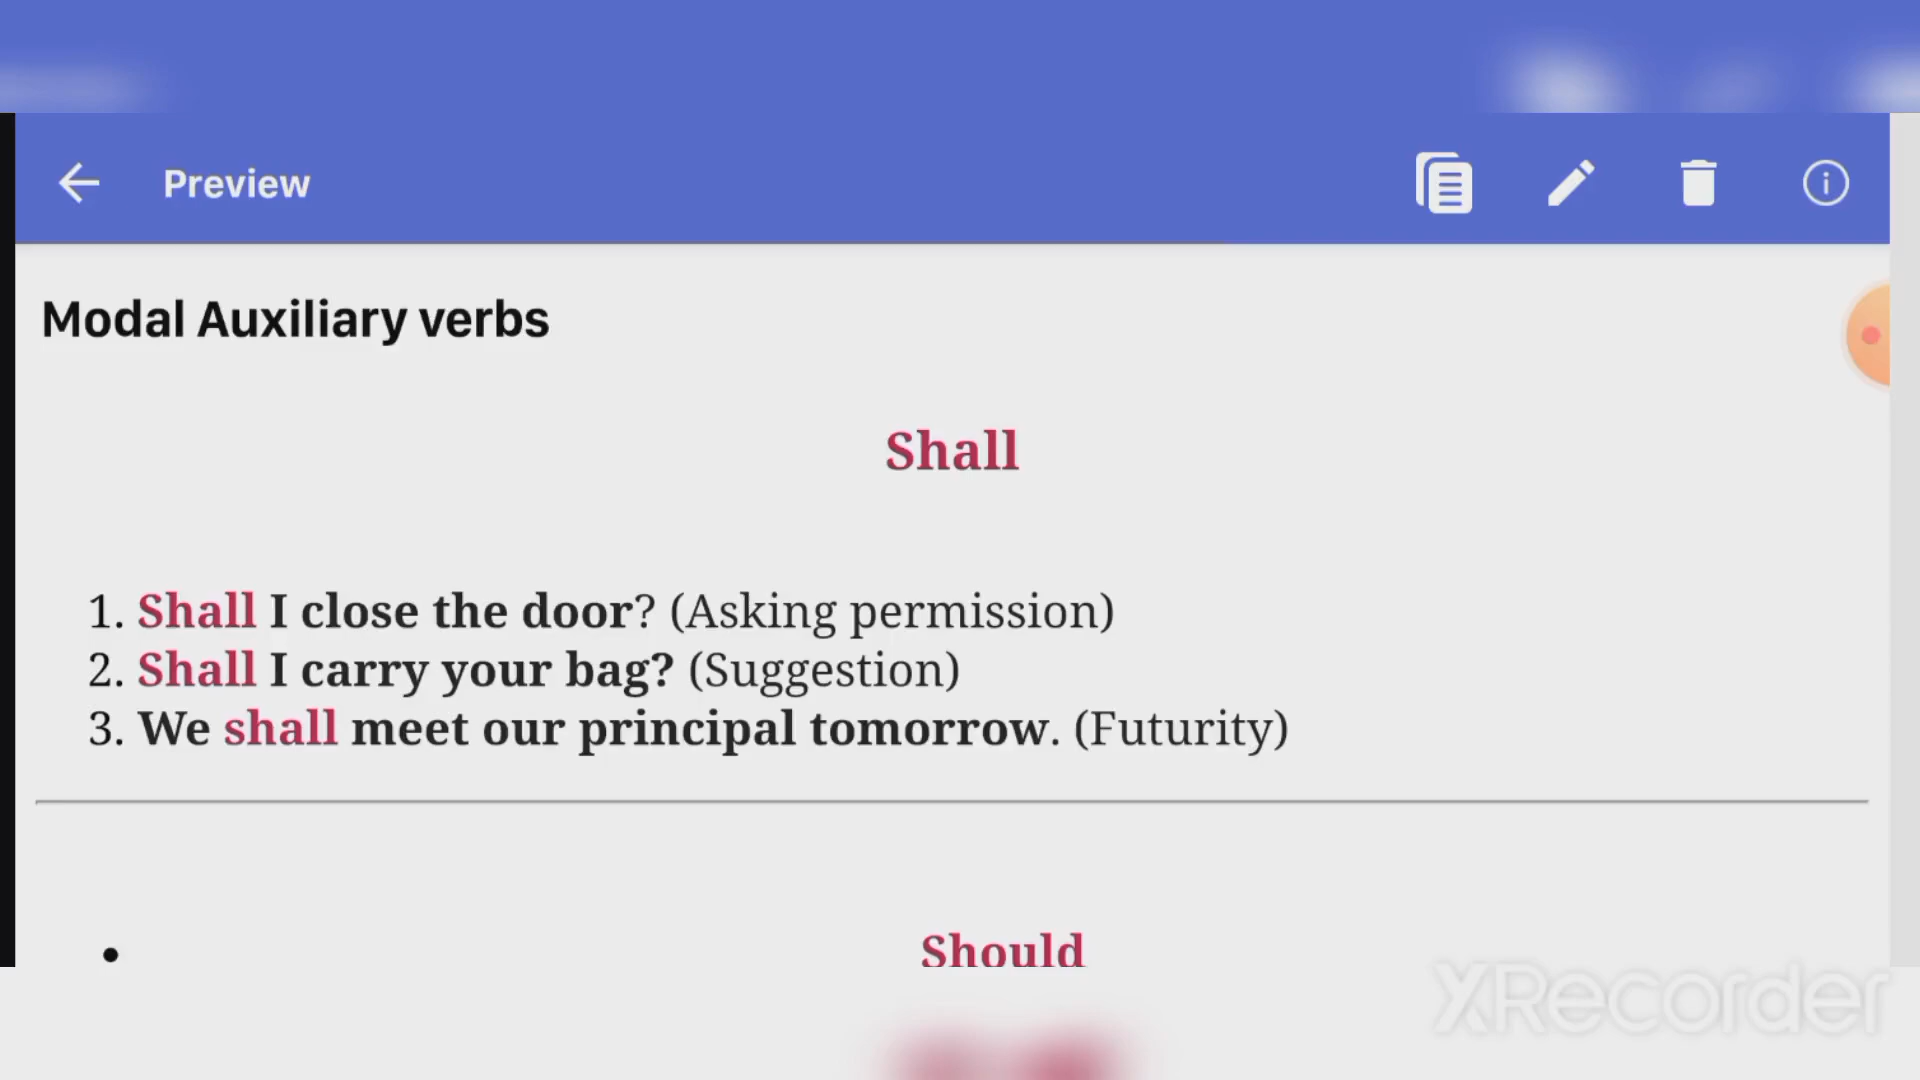 Preview
Modal Auxiliary verbs
Shall
1. Shall I close the door? (Asking permission)
2. Shall I carry your bag? (Suggestion)
3. We shall meet our principal tomorrow. (Futurity)
• Should
XRecorder